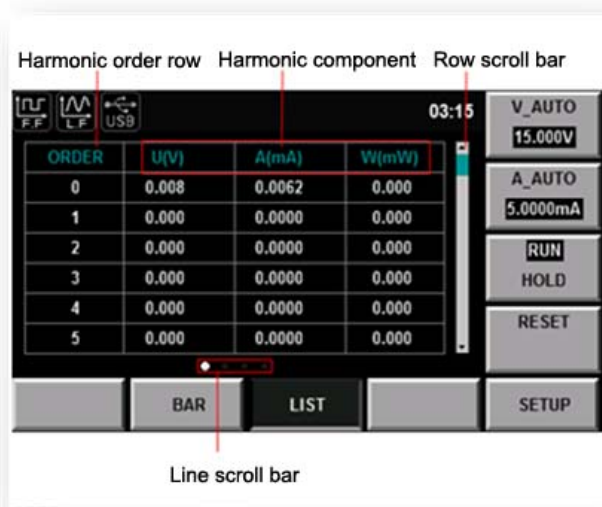 Harmonic order row Harmonic component Row scroll bar
F.F L.F USB 03:15 V_AUTO
15.000V
ORDER U(V) A(mA) W(mW)
0 0.008 0.0062 0.000 A_AUTO
5.0000mA
1 0.000 0.0000 0.000
2 0.000 0.0000 0.000 RUN
3 0.000 0.0000 0.000 HOLD
4 0.000 0.0000 0.000 RESET
5 0.000 0.0000 0.000
BAR LIST SETUP
Line scroll bar